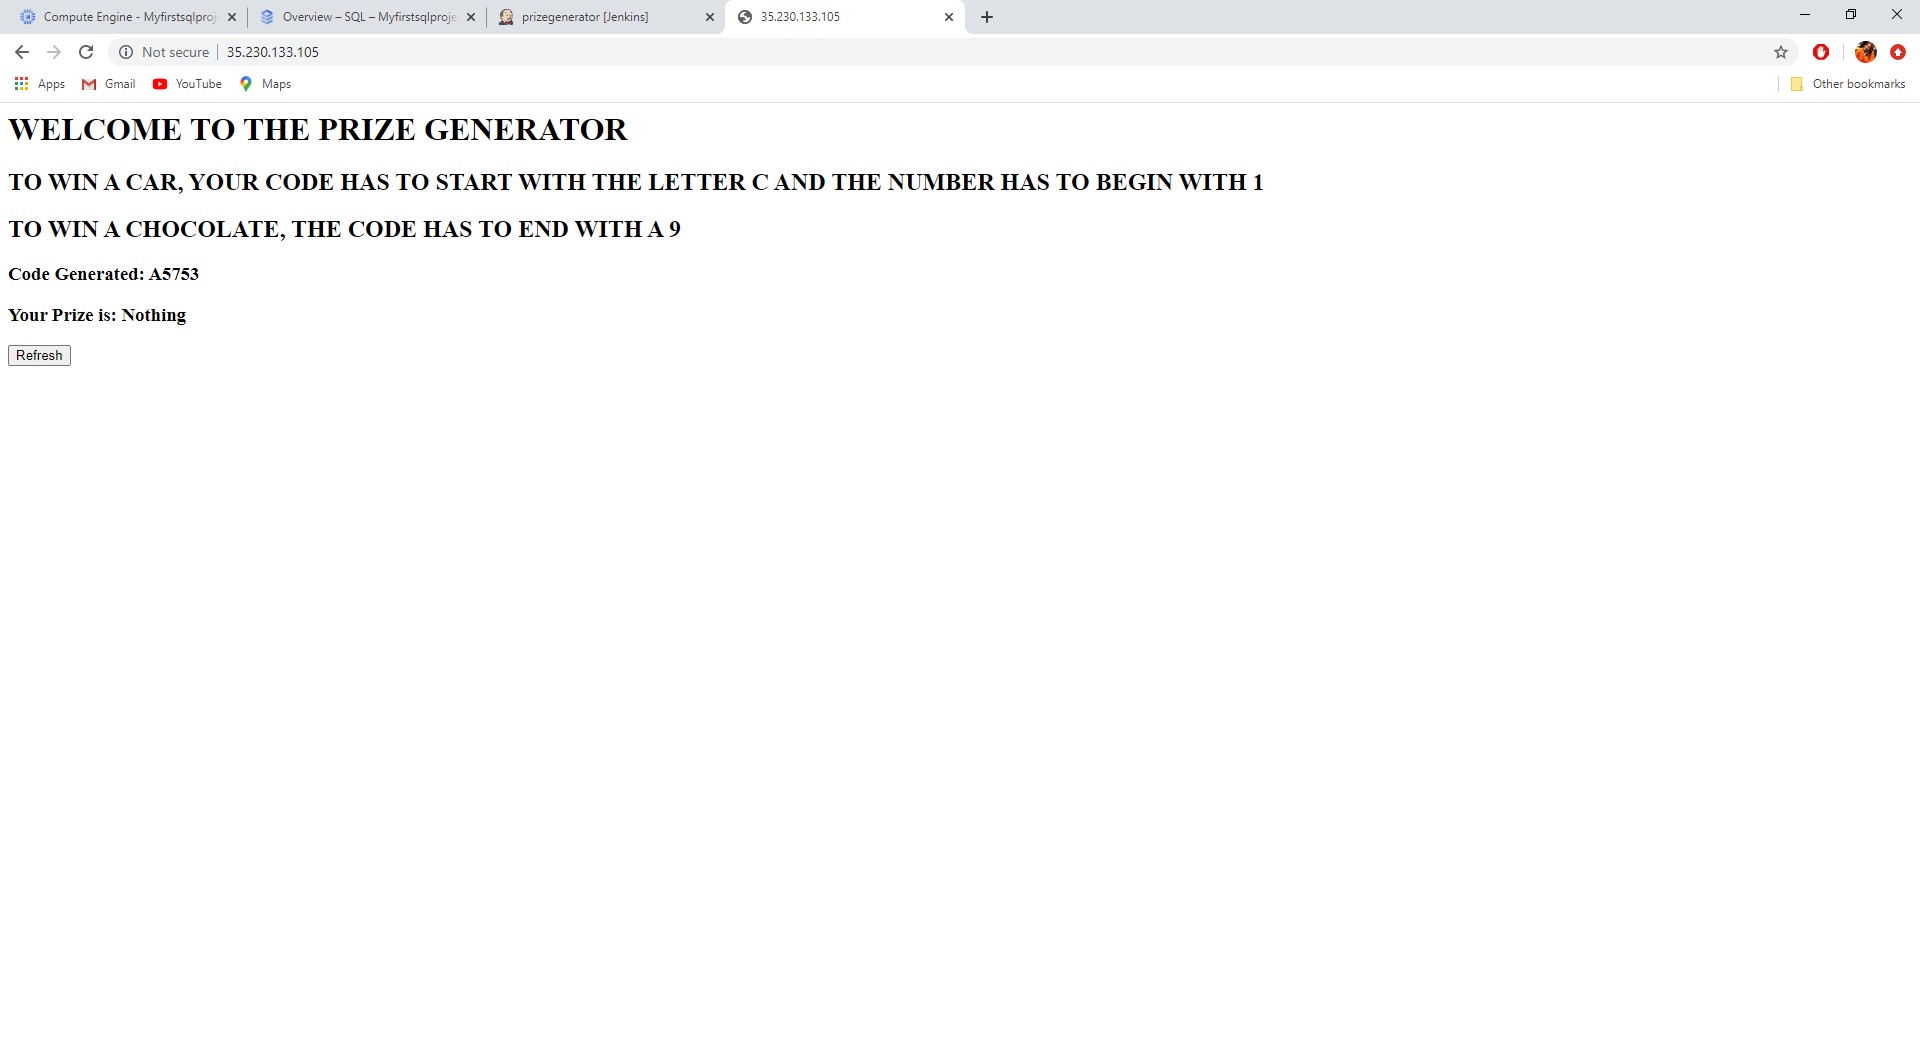 Compute Engine - Myfirstsqlproj
Overview – SQL – Myfirstsqlproje
prizegenerator [Jenkins]
35.230.133.105
Not secure
35.230.133.105
Apps
Gmail
YouTube
Maps
Other bookmarks
WELCOME TO THE PRIZE GENERATOR
TO WIN A CAR, YOUR CODE HAS TO START WITH THE LETTER C AND THE NUMBER HAS TO BEGIN WITH 1
TO WIN A CHOCOLATE, THE CODE HAS TO END WITH A 9
Code Generated: A5753
Your Prize is: Nothing
Refresh